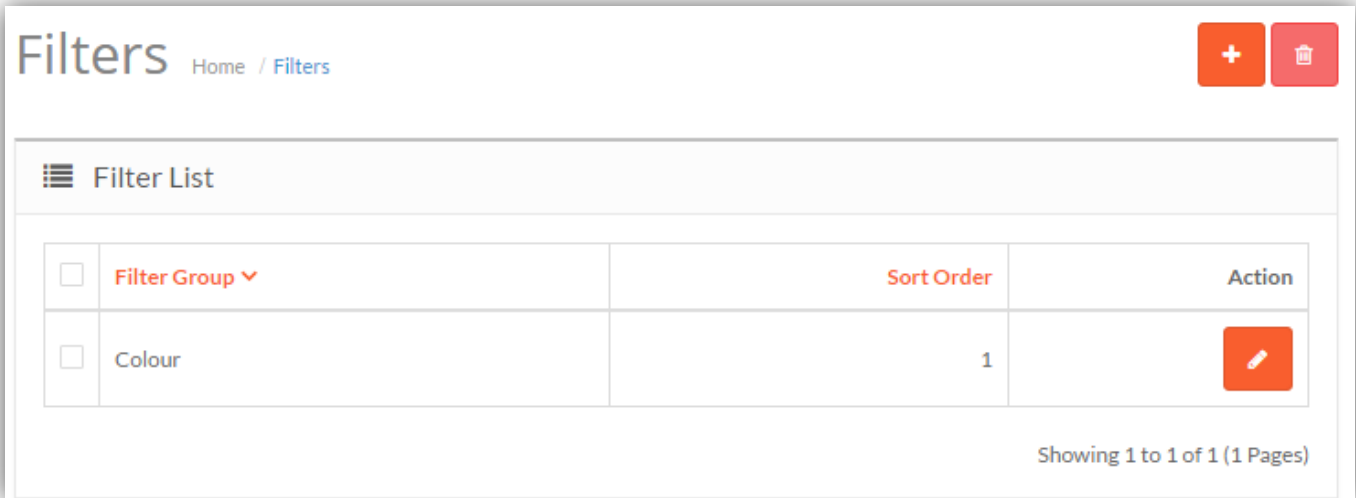 Filters Home / Filters
Filter List
Filter Group Sort Order Action
Colour 1
Showing 1 to 1 of 1 (1 Pages)